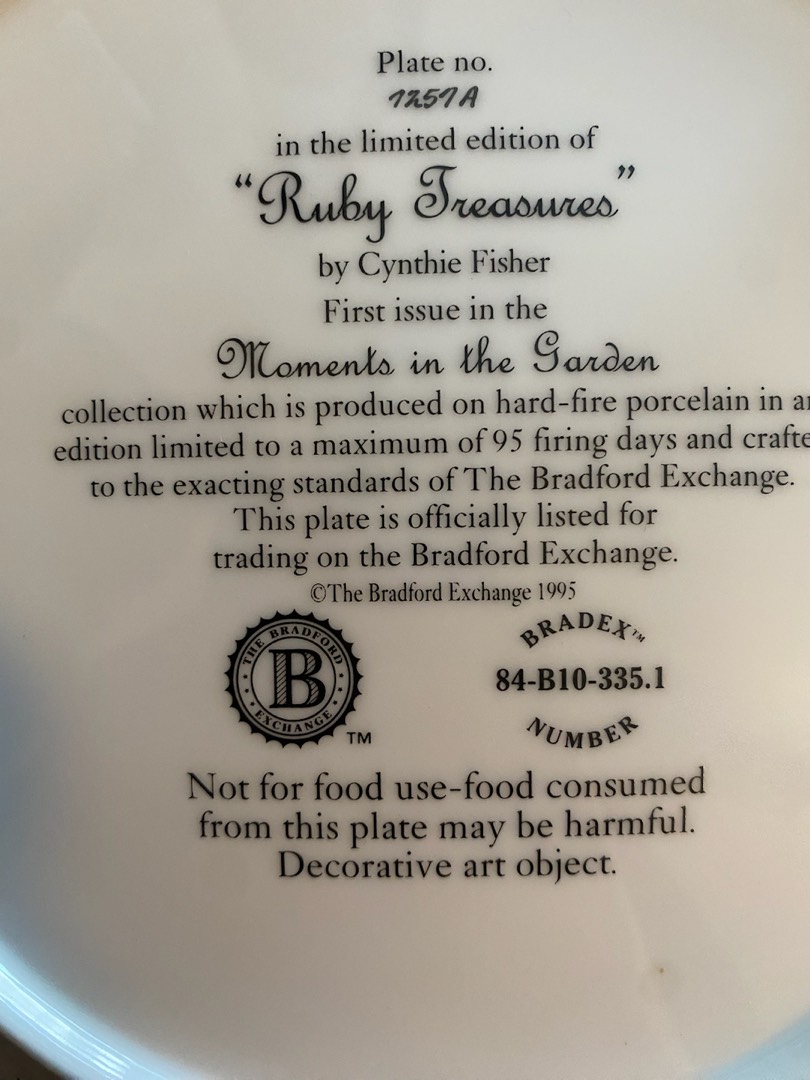 Plate no.
7257A
in the limited edition of
“Ruby Treasures”
by Cynthie Fisher
First issue in the
Moments in the Garden
collection which is produced on hard-fire porcelain in a
edition limited to a maximum of 95 firing days and crafte
to the exacting standards of The Bradford Exchange.
This plate is officially listed for
trading on the Bradford Exchange.
©The Bradford Exchange 1995
THE BRADFORD
B
EXCHANGE
TM
BRADEX™
84-B10-335.1
NUMBER
Not for food use-food consumed
from this plate may be harmful.
Decorative art object.